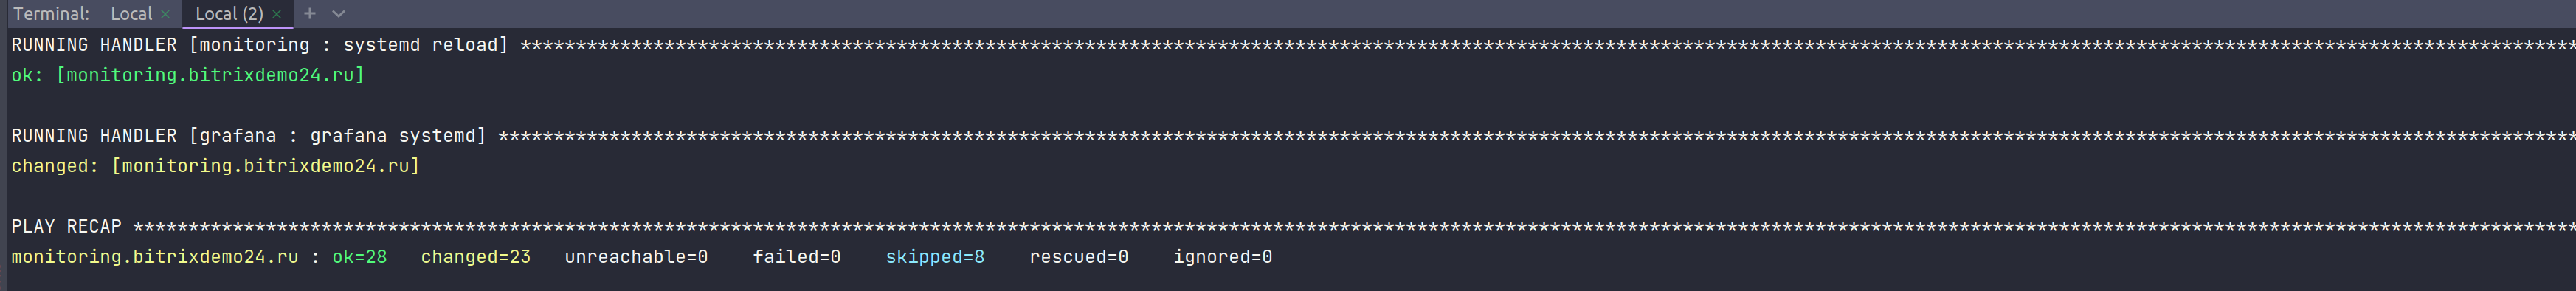 Terminal: Local × Local (2) × +
RUNNING HANDLER [monitoring : systemd reload] ****************************************************************************************************************************************************************************************
ok: [monitoring.bitrixdemo24.ru]
RUNNING HANDLER [grafana : grafana systemd] ******************************************************************************************************************************************************************************************
changed: [monitoring.bitrixdemo24.ru]
PLAY RECAP ***************************************************************************************************************************************************************************************************************************
monitoring.bitrixdemo24.ru : ok=28 changed=23 unreachable=0 failed=0 skipped=8 rescued=0 ignored=0